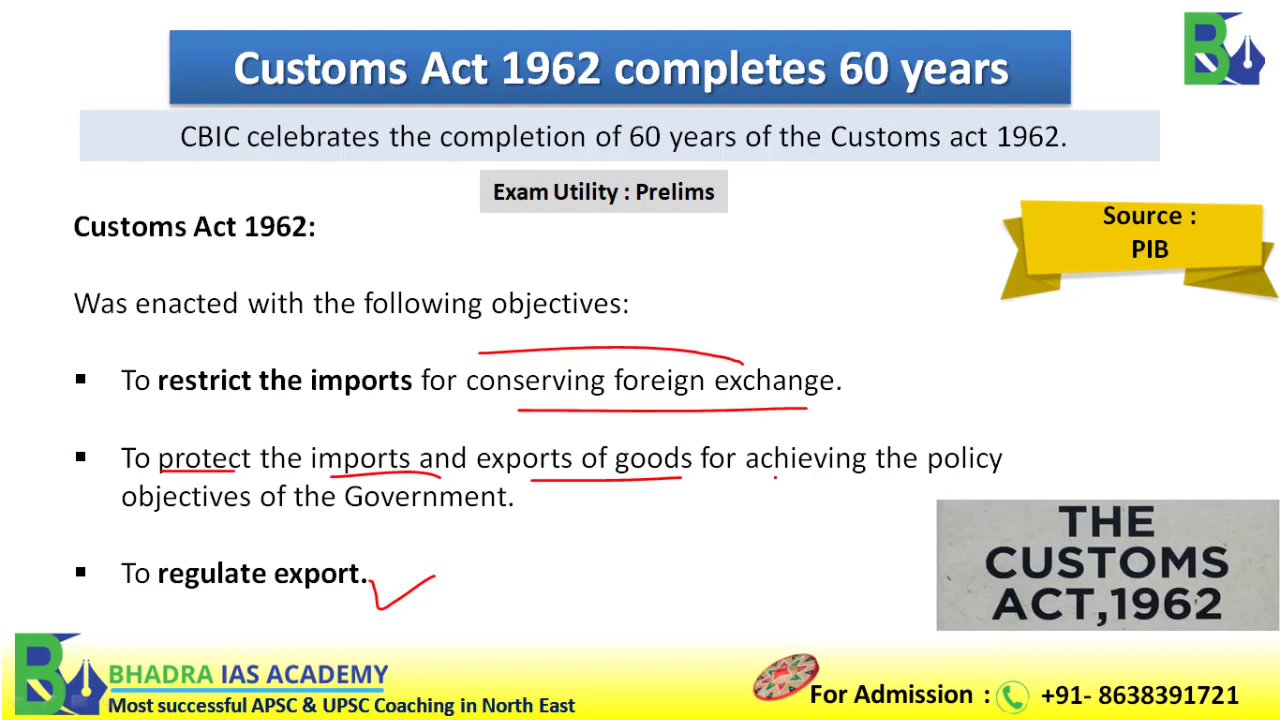 Customs Act 1962 completes 60 years
CBIC celebrates the completion of 60 years of the Customs act 1962.
Exam Utility : Prelims
Source :
PIB
Customs Act 1962:
Was enacted with the following objectives:
▪ To restrict the imports for conserving foreign exchange.
▪ To protect the imports and exports of goods for achieving the policy
objectives of the Government.
▪ To regulate export.
THE
CUSTOMS
ACT,1962
BHADRA IAS ACADEMY
Most successful APSC & UPSC Coaching in North East
For Admission : +91- 8638391721